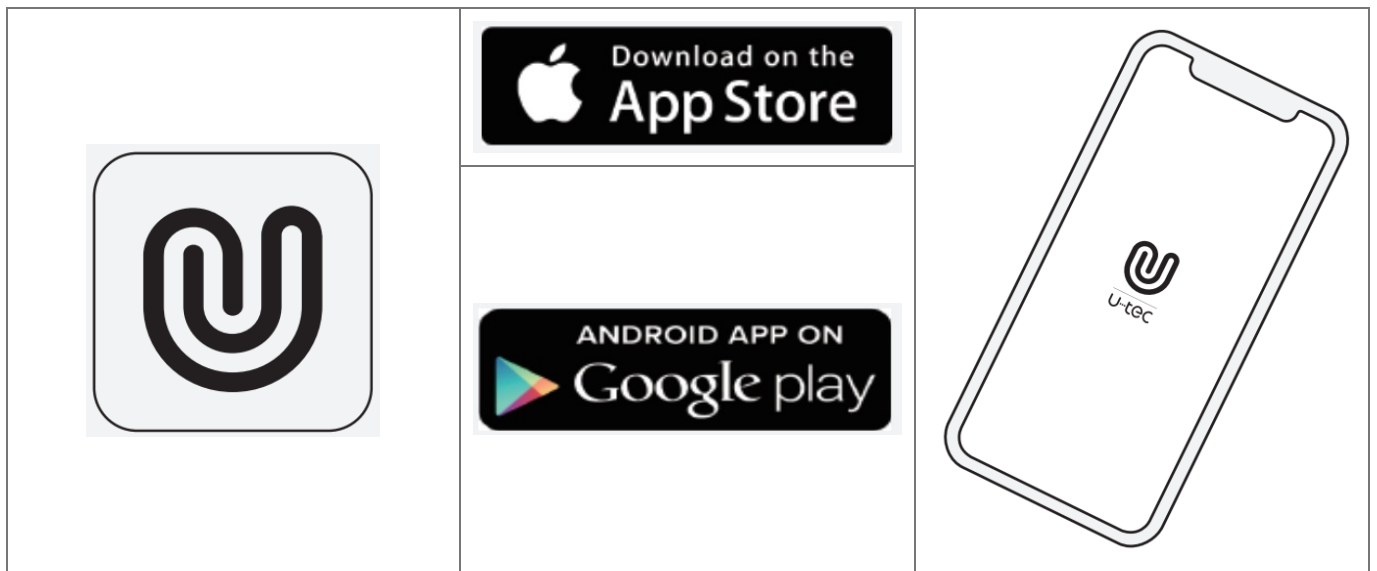 Download on the
App Store
ANDROID APP ON
Google play
U-tec